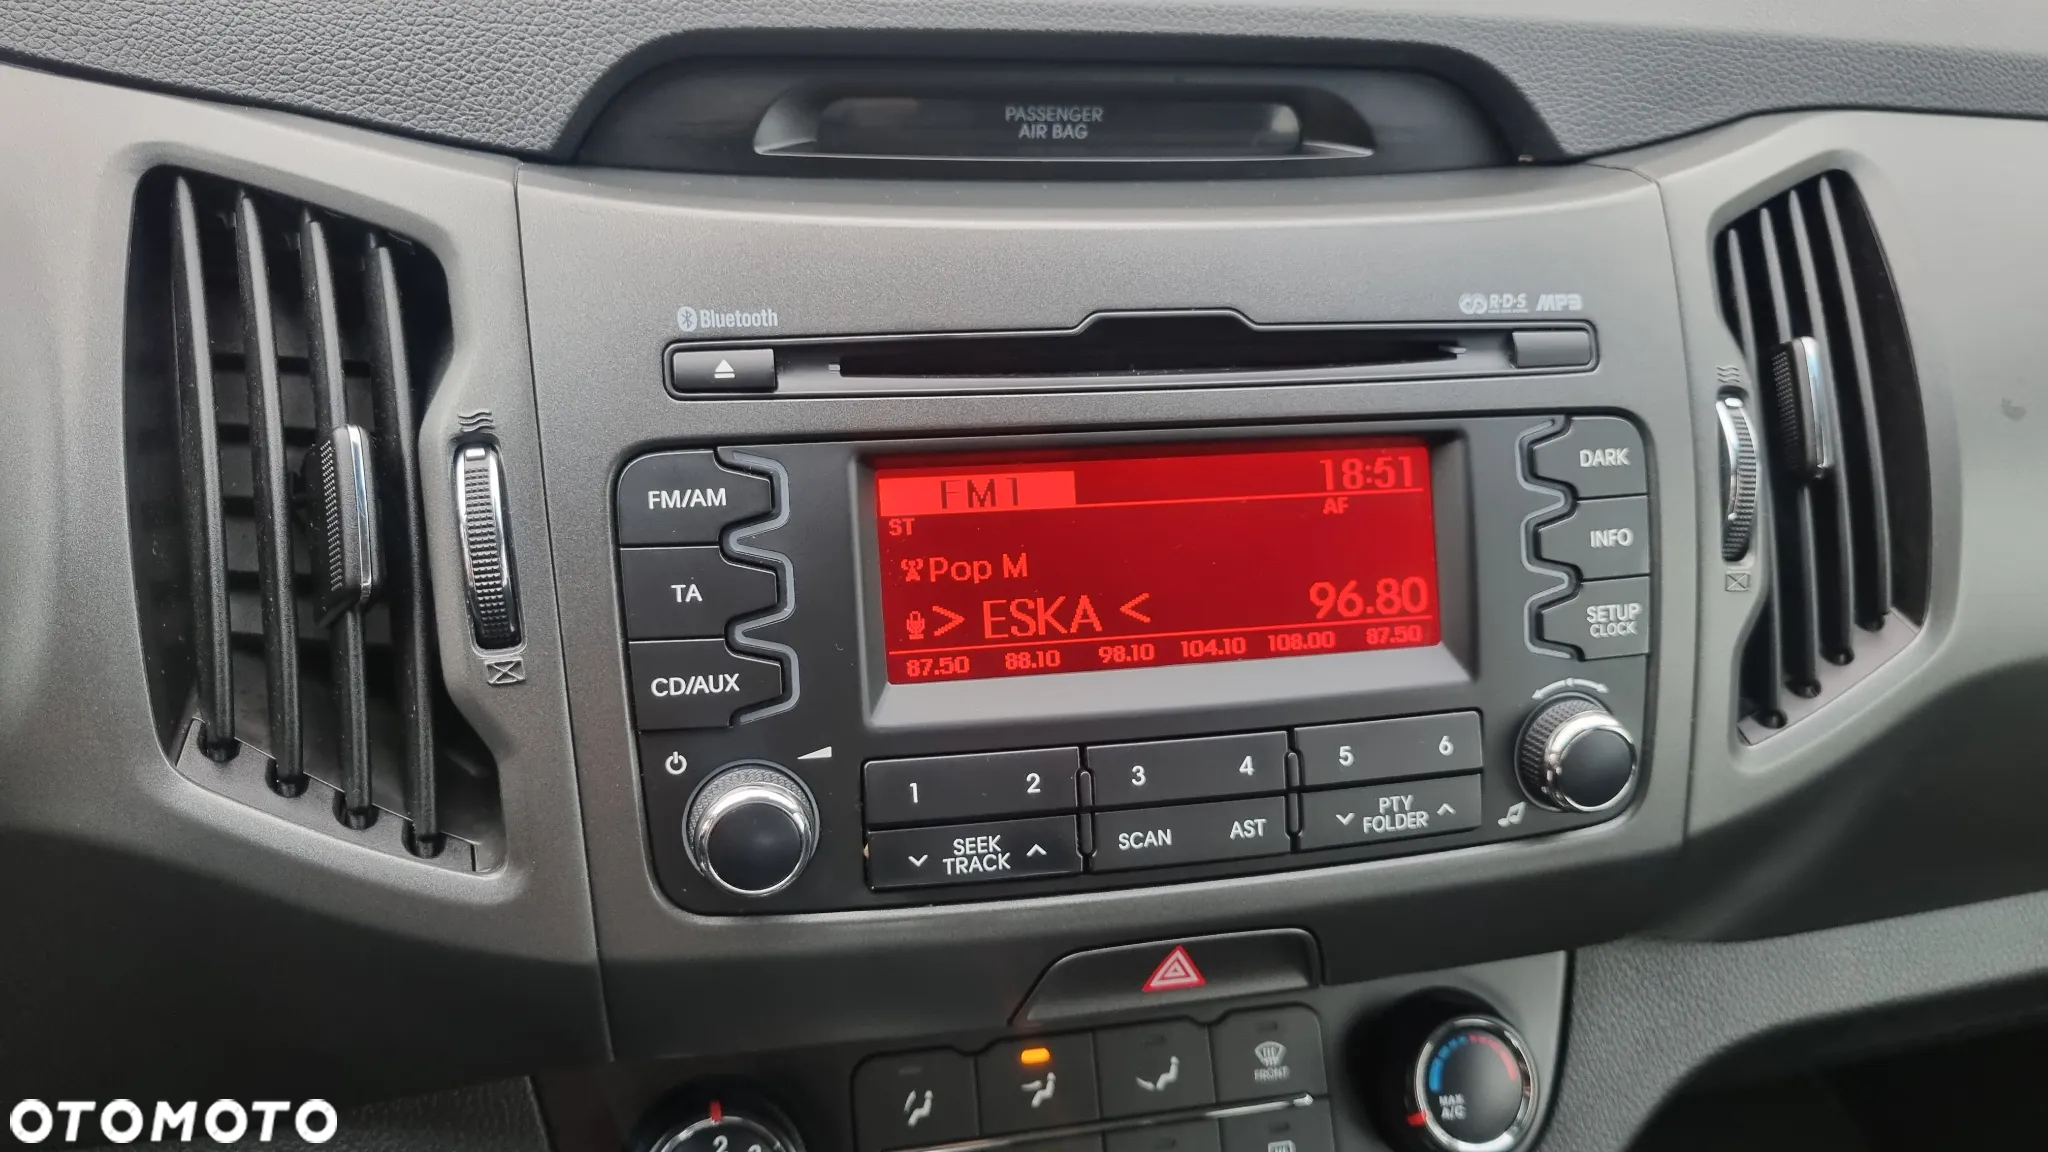 PASSENGER
AIR BAG
Bluetooth
R·D·S MP3
FM/AM
TA
CD/AUX
FM1 18:51
ST AF
Pop M
> ESKA < 96.80
87.50 88.10 98.10 104.10 108.00 87.50
DARK
INFO
SETUP
CLOCK
1 2 3 4 5 6
SEEK
TRACK
SCAN AST
PTY
FOLDER
FRONT
MAX
A/C
2
OTOMOTO